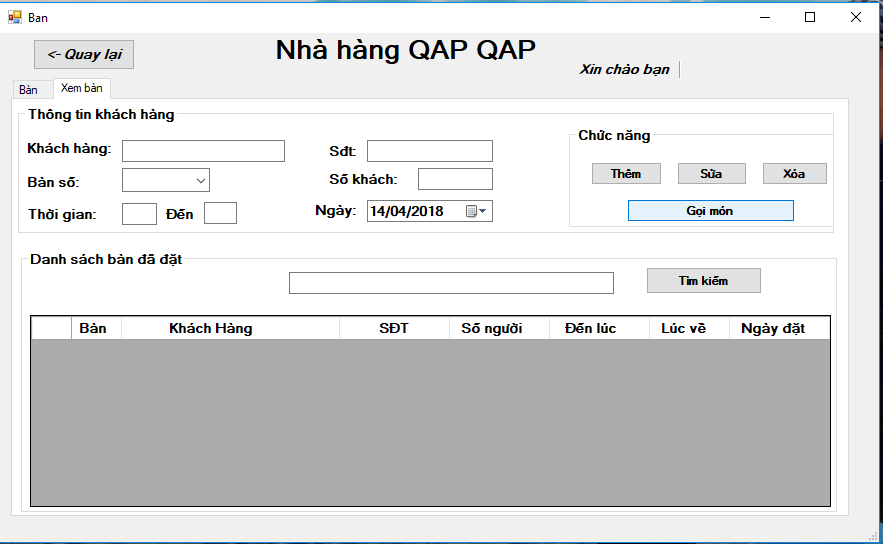 Ban
<- Quay lại
Nhà hàng QAP QAP
Xin chào bạn
Bàn
Xem bàn
Thông tin khách hàng
Khách hàng:
Sđt:
Bàn số:
Số khách:
Thời gian:
Đến
Ngày:
14/04/2018
Chức năng
Thêm
Sửa
Xóa
Gọi món
Danh sách bàn đã đặt
Tìm kiếm
Bàn Khách Hàng SĐT Số người Đến lúc Lúc về Ngày đặt